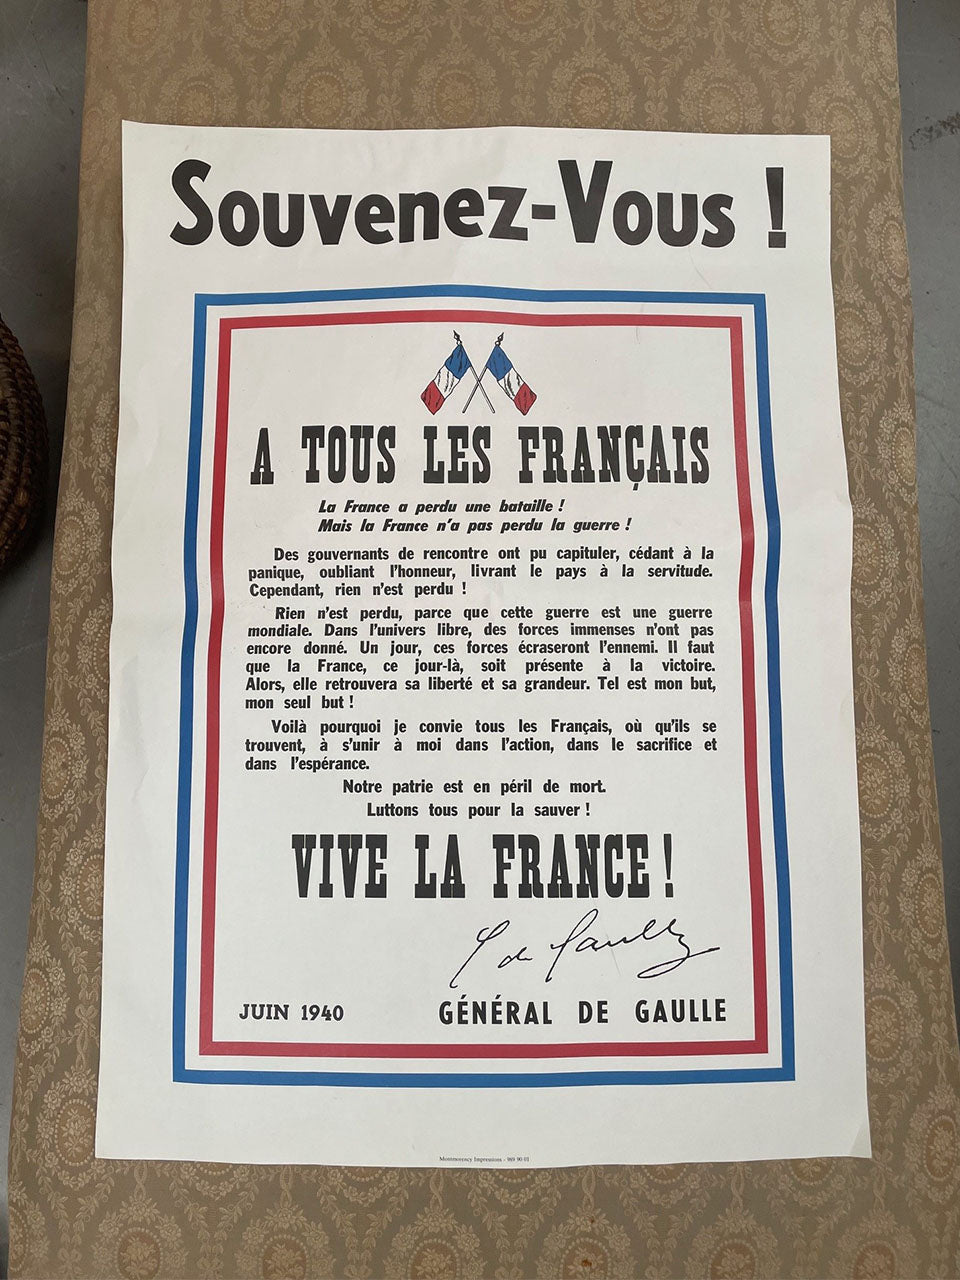 Souvenez-Vous !
A TOUS LES FRANÇAIS
La France a perdu une bataille !
Mais la France n'a pas perdu la guerre !
Des gouvernants de rencontre ont pu capituler, cédant à la
panique, oubliant l'honneur, livrant le pays à la servitude.
Cependant, rien n'est perdu !
Rien n'est perdu, parce que cette guerre est une guerre
mondiale. Dans l'univers libre, des forces immenses n'ont pas
encore donné. Un jour, ces forces écraseront l'ennemi. Il faut
que la France, ce jour-là, soit présente à la victoire.
Alors, elle retrouvera sa liberté et sa grandeur. Tel est mon but,
mon seul but !
Voilà pourquoi je convie tous les Français, où qu'ils se
trouvent, à s'unir à moi dans l'action, dans le sacrifice et
dans l'espérance.
Notre patrie est en péril de mort.
Luttons tous pour la sauver !
VIVE LA FRANCE !
C de Gaulle
JUIN 1940 GÉNÉRAL DE GAULLE
Montmorency Impressions - 989 90 01